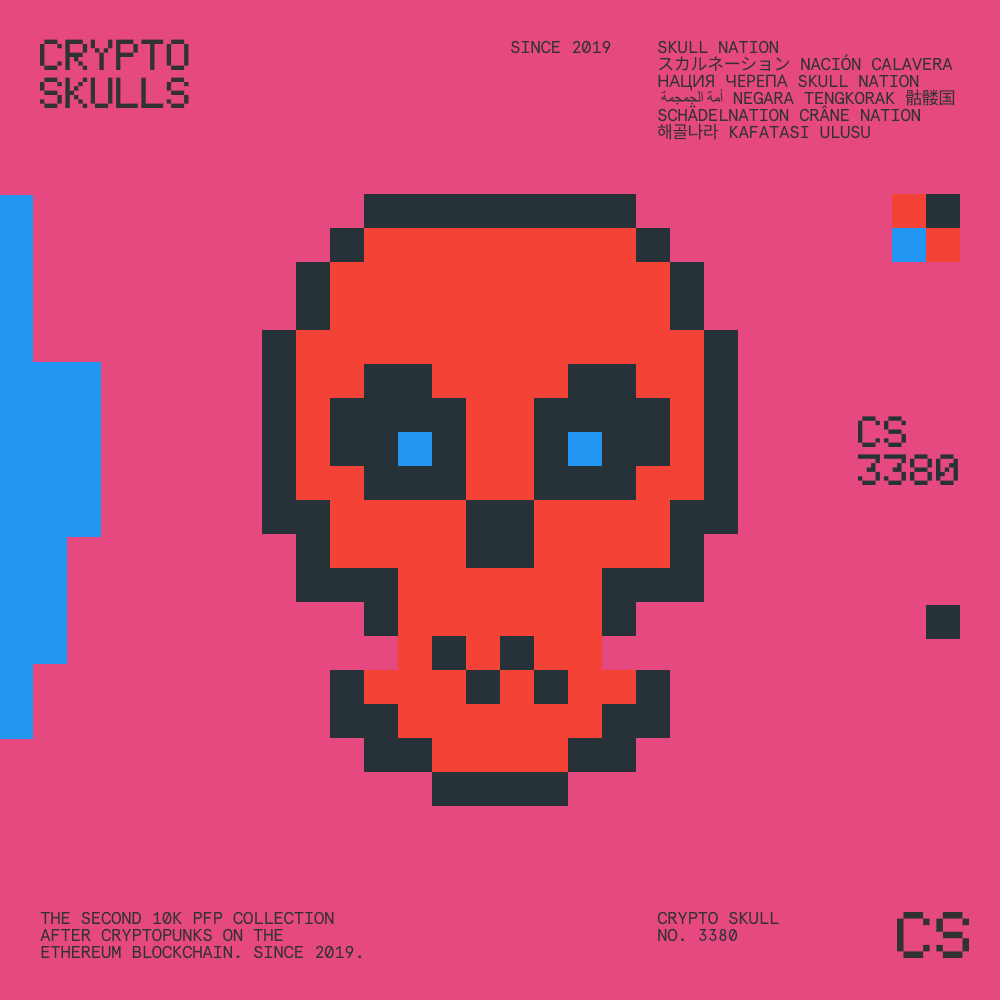 CRYPTO
SKULLS
SINCE 2019
SKULL NATION
スカルネーション NACIÓN CALAVERA
НАЦИЯ ЧЕРЕПА SKULL NATION
أمة الجمجمة NEGARA TENGKORAK 骷髅国
SCHÄDELNATION CRÂNE NATION
해골나라 KAFATASI ULUSU
CS
3380
THE SECOND 10K PFP COLLECTION
AFTER CRYPTOPUNKS ON THE
ETHEREUM BLOCKCHAIN. SINCE 2019.
CRYPTO SKULL
NO. 3380
CS